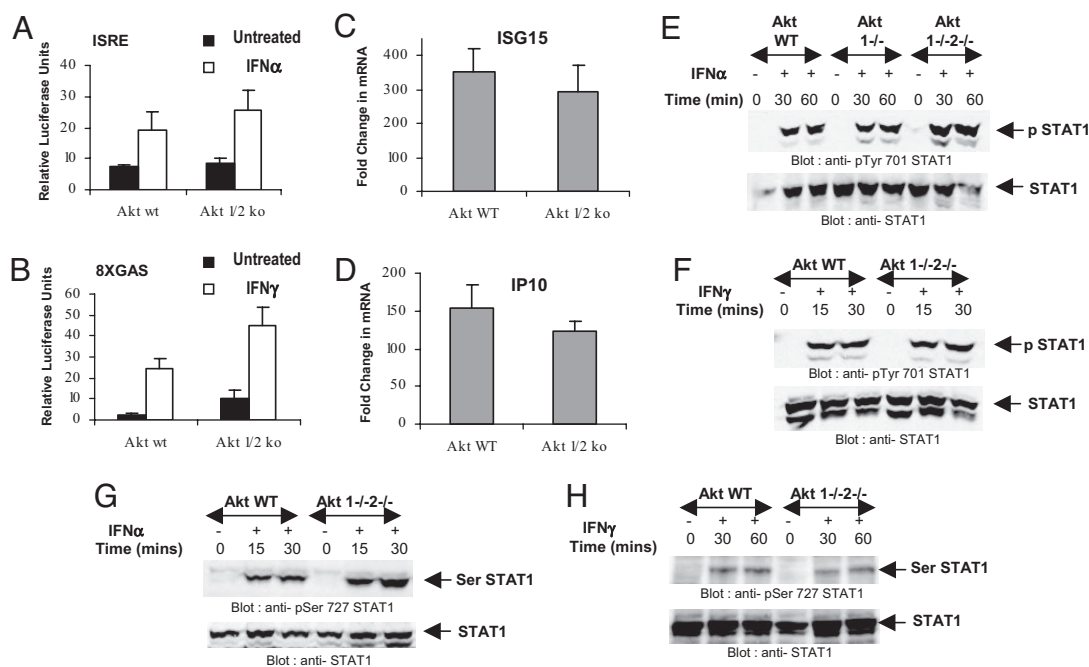 A
ISRE
Untreated
IFNα
Relative Luciferase Units
40
30
20
10
0
Akt wt
Akt 1/2 ko
B
8XGAS
Untreated
IFNγ
Relative Luciferase Units
60
50
40
30
20
10
0
Akt wt
Akt 1/2 ko
C
ISG15
Fold Change in mRNA
400
300
200
100
0
Akt WT
Akt 1/2 ko
D
IP10
Fold Change in mRNA
200
150
100
50
0
Akt WT
Akt 1/2 ko
E
Akt WT
Akt 1-/-
Akt 1-/-2-/-
IFNα - + + - + + - + +
Time (min) 0 30 60 0 30 60 0 30 60
p STAT1
Blot : anti- pTyr 701 STAT1
STAT1
Blot : anti- STAT1
F
Akt WT Akt 1-/-2-/-
IFNγ - + + - + +
Time (mins) 0 15 30 0 15 30
p STAT1
Blot : anti- pTyr 701 STAT1
STAT1
Blot : anti- STAT1
G
Akt WT Akt 1-/-2-/-
IFNα - + + - + +
Time (mins) 0 15 30 0 15 30
Ser STAT1
Blot : anti- pSer 727 STAT1
STAT1
Blot : anti- STAT1
H
Akt WT Akt 1-/-2-/-
IFNγ - + + - + +
Time (mins) 0 30 60 0 30 60
Ser STAT1
Blot : anti- pSer 727 STAT1
STAT1
Blot : anti- STAT1